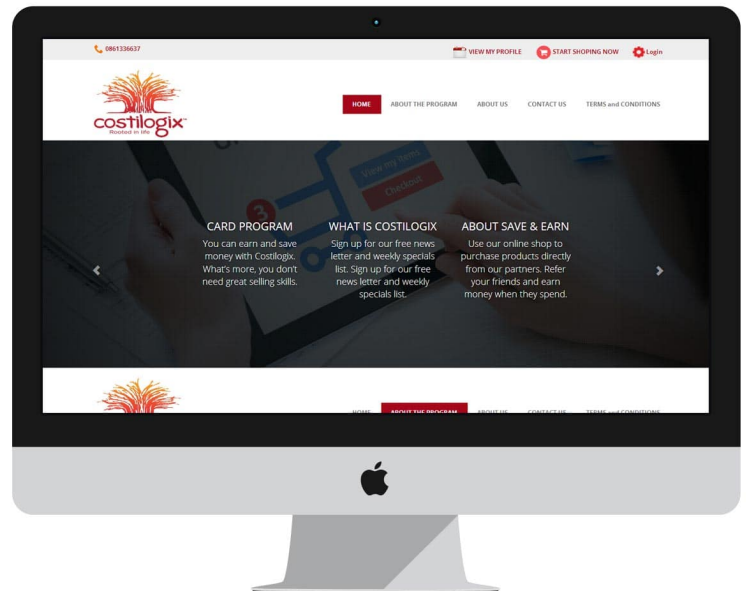 0861336637
VIEW MY PROFILE
START SHOPING NOW
Login
costilogix
Rooted in life
HOME
ABOUT THE PROGRAM
ABOUT US
CONTACT US
TERMS and CONDITIONS
3
View my items
Checkout
CARD PROGRAM
You can earn and save
money with Costilogix.
What's more, you don't
need great selling skills.
WHAT IS COSTILOGIX
Sign up for our free news
letter and weekly specials
list. Sign up for our free
news letter and weekly
specials list.
ABOUT SAVE & EARN
Use our online shop to
purchase products directly
from our partners. Refer
your friends and earn
money when they spend.
HOME
ABOUT THE PROGRAM
ABOUT US
CONTACT US
TERMS and CONDITIONS